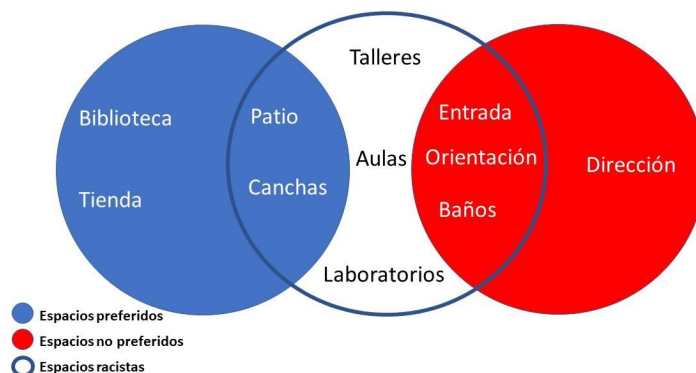 Talleres
Biblioteca
Patio
Entrada
Aulas
Orientación
Dirección
Tienda
Canchas
Baños
Laboratorios
Espacios preferidos
Espacios no preferidos
Espacios racistas